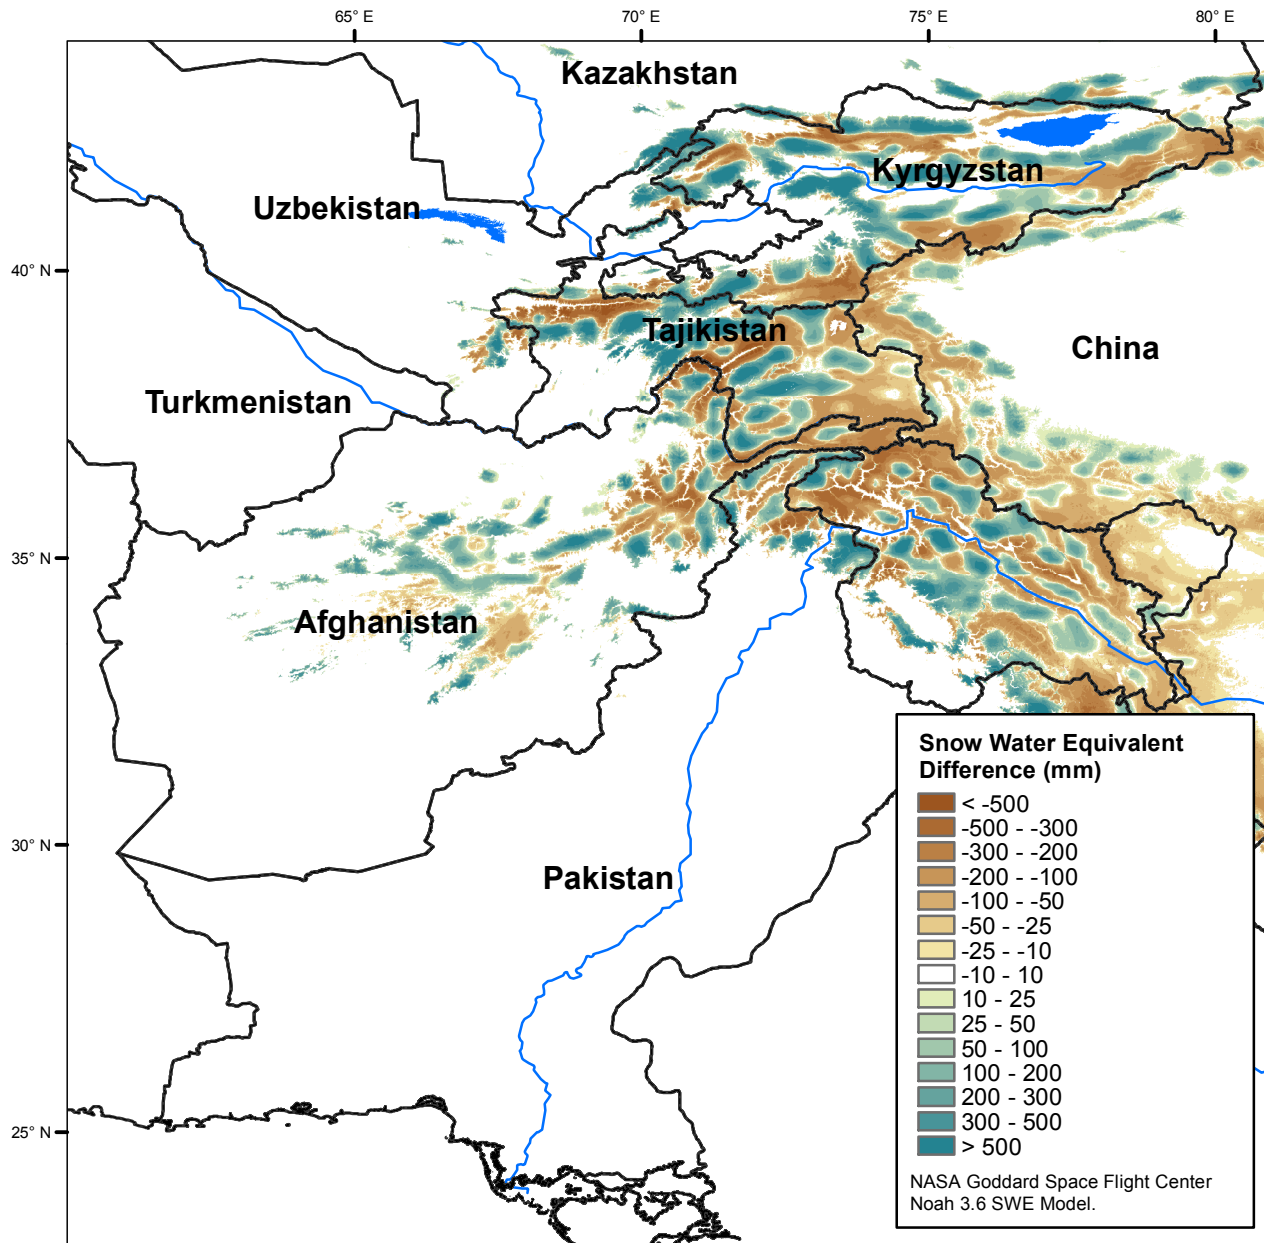 65° E
70° E
75° E
80° E
Kazakhstan
Kyrgyzstan
Uzbekistan
40° N
Tajikistan
China
Turkmenistan
35° N
Afghanistan
Snow Water Equivalent
Difference (mm)
< -500
-500 - -300
-300 - -200
-200 - -100
-100 - -50
-50 - -25
-25 - -10
-10 - 10
10 - 25
25 - 50
50 - 100
100 - 200
200 - 300
300 - 500
> 500
NASA Goddard Space Flight Center
Noah 3.6 SWE Model.
30° N
Pakistan
25° N